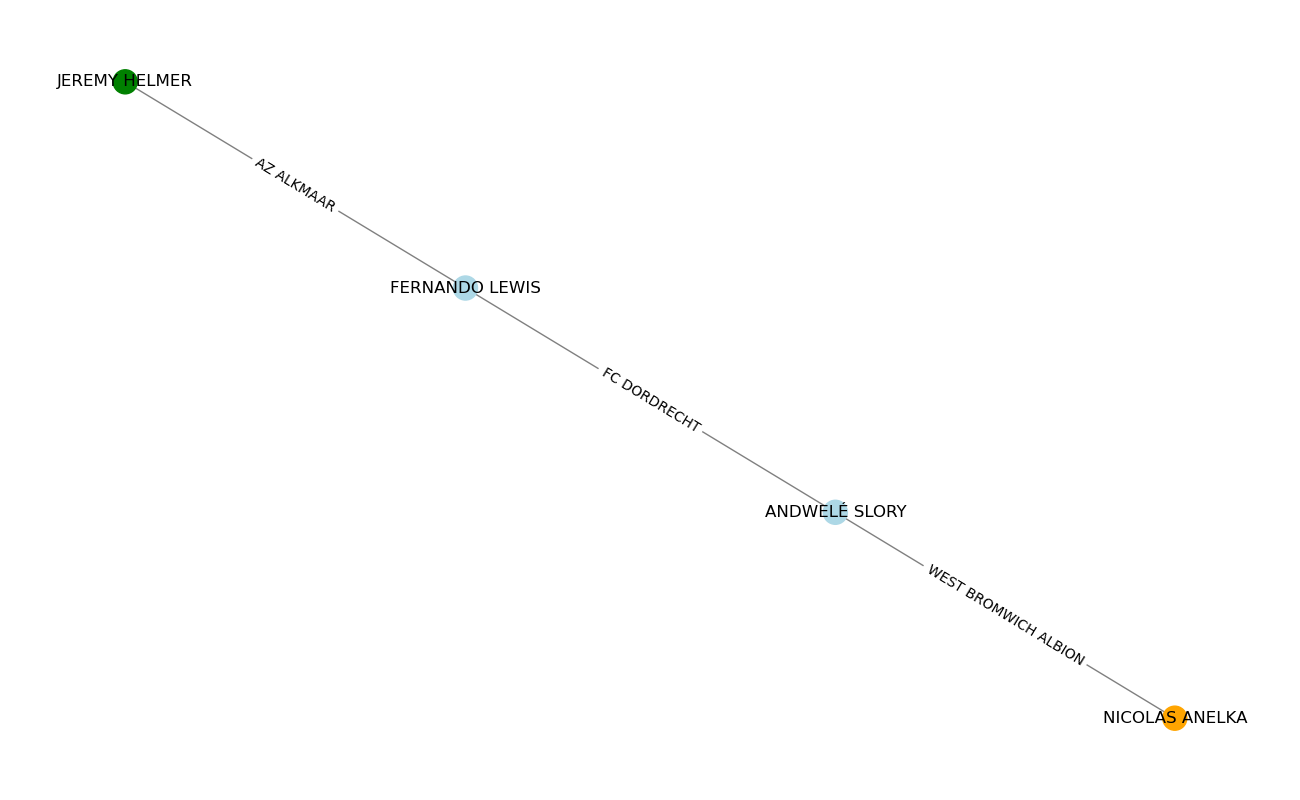 JEREMY HELMER
AZ ALKMAAR
FERNANDO LEWIS
FC DORDRECHT
ANDWELÉ SLORY
WEST BROMWICH ALBION
NICOLAS ANELKA